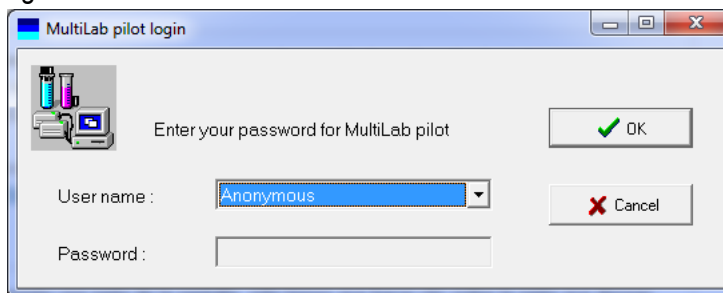 MultiLab pilot login
Enter your password for MultiLab pilot
OK
User name :
Anonymous
Cancel
Password :